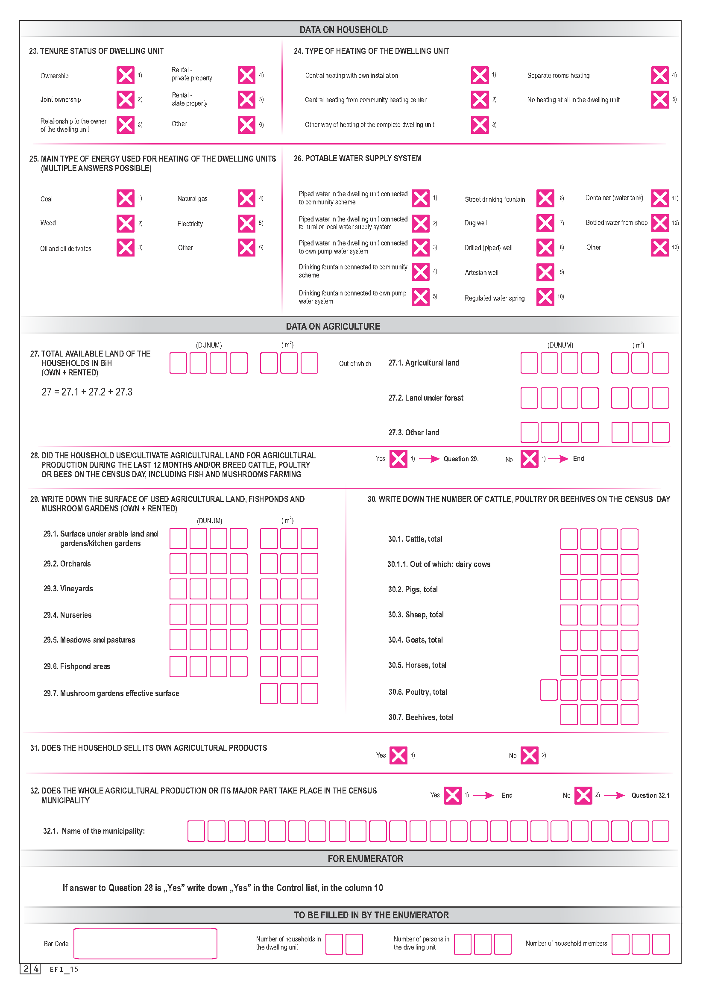 DATA ON HOUSEHOLD
23. TENURE STATUS OF DWELLING UNIT
Ownership 1)
Rental -
private property 4)
Joint ownership 2)
Rental -
state property 5)
Relationship to the owner
of the dwelling unit 3)
Other 6)
24. TYPE OF HEATING OF THE DWELLING UNIT
Central heating with own installation 1)
Separate rooms heating 4)
Central heating from community heating center 2)
No heating at all in the dwelling unit 5)
Other way of heating of the complete dwelling unit 3)
25. MAIN TYPE OF ENERGY USED FOR HEATING OF THE DWELLING UNITS
(MULTIPLE ANSWERS POSSIBLE)
Coal 1)
Natural gas 4)
Wood 2)
Electricity 5)
Oil and oil derivates 3)
Other 6)
26. POTABLE WATER SUPPLY SYSTEM
Piped water in the dwelling unit connected
to community scheme 1)
Piped water in the dwelling unit connected
to rural or local water supply system 2)
Piped water in the dwelling unit connected
to own pump water system 3)
Drinking fountain connected to community
scheme 4)
Drinking fountain connected to own pump
water system 5)
Street drinking fountain 6)
Dug well 7)
Drilled (piped) well 8)
Artesian well 9)
Regulated water spring 10)
Container (water tank) 11)
Bottled water from shop 12)
Other 13)
DATA ON AGRICULTURE
(DUNUM) ( m²)
27. TOTAL AVAILABLE LAND OF THE
HOUSEHOLDS IN BiH
(OWN + RENTED)
27 = 27.1 + 27.2 + 27.3
Out of which
(DUNUM) ( m²)
27.1. Agricultural land
27.2. Land under forest
27.3. Other land
28. DID THE HOUSEHOLD USE/CULTIVATE AGRICULTURAL LAND FOR AGRICULTURAL
PRODUCTION DURING THE LAST 12 MONTHS AND/OR BREED CATTLE, POULTRY
OR BEES ON THE CENSUS DAY, INCLUDING FISH AND MUSHROOMS FARMING
Yes 1) Question 29. No 1) End
29. WRITE DOWN THE SURFACE OF USED AGRICULTURAL LAND, FISHPONDS AND
MUSHROOM GARDENS (OWN + RENTED)
(DUNUM) ( m²)
29.1. Surface under arable land and
gardens/kitchen gardens
29.2. Orchards
29.3. Vineyards
29.4. Nurseries
29.5. Meadows and pastures
29.6. Fishpond areas
29.7. Mushroom gardens effective surface
30. WRITE DOWN THE NUMBER OF CATTLE, POULTRY OR BEEHIVES ON THE CENSUS DAY
30.1. Cattle, total
30.1.1. Out of which: dairy cows
30.2. Pigs, total
30.3. Sheep, total
30.4. Goats, total
30.5. Horses, total
30.6. Poultry, total
30.7. Beehives, total
31. DOES THE HOUSEHOLD SELL ITS OWN AGRICULTURAL PRODUCTS
Yes 1) No 2)
32. DOES THE WHOLE AGRICULTURAL PRODUCTION OR ITS MAJOR PART TAKE PLACE IN THE CENSUS
MUNICIPALITY
Yes 1) End No 2) Question 32.1
32.1. Name of the municipality:
FOR ENUMERATOR
If answer to Question 28 is „Yes” write down „Yes” in the Control list, in the column 10
TO BE FILLED IN BY THE ENUMERATOR
Bar Code
Number of households in
the dwelling unit
Number of persons in
the dwelling unit
Number of household members
24 EFI_15